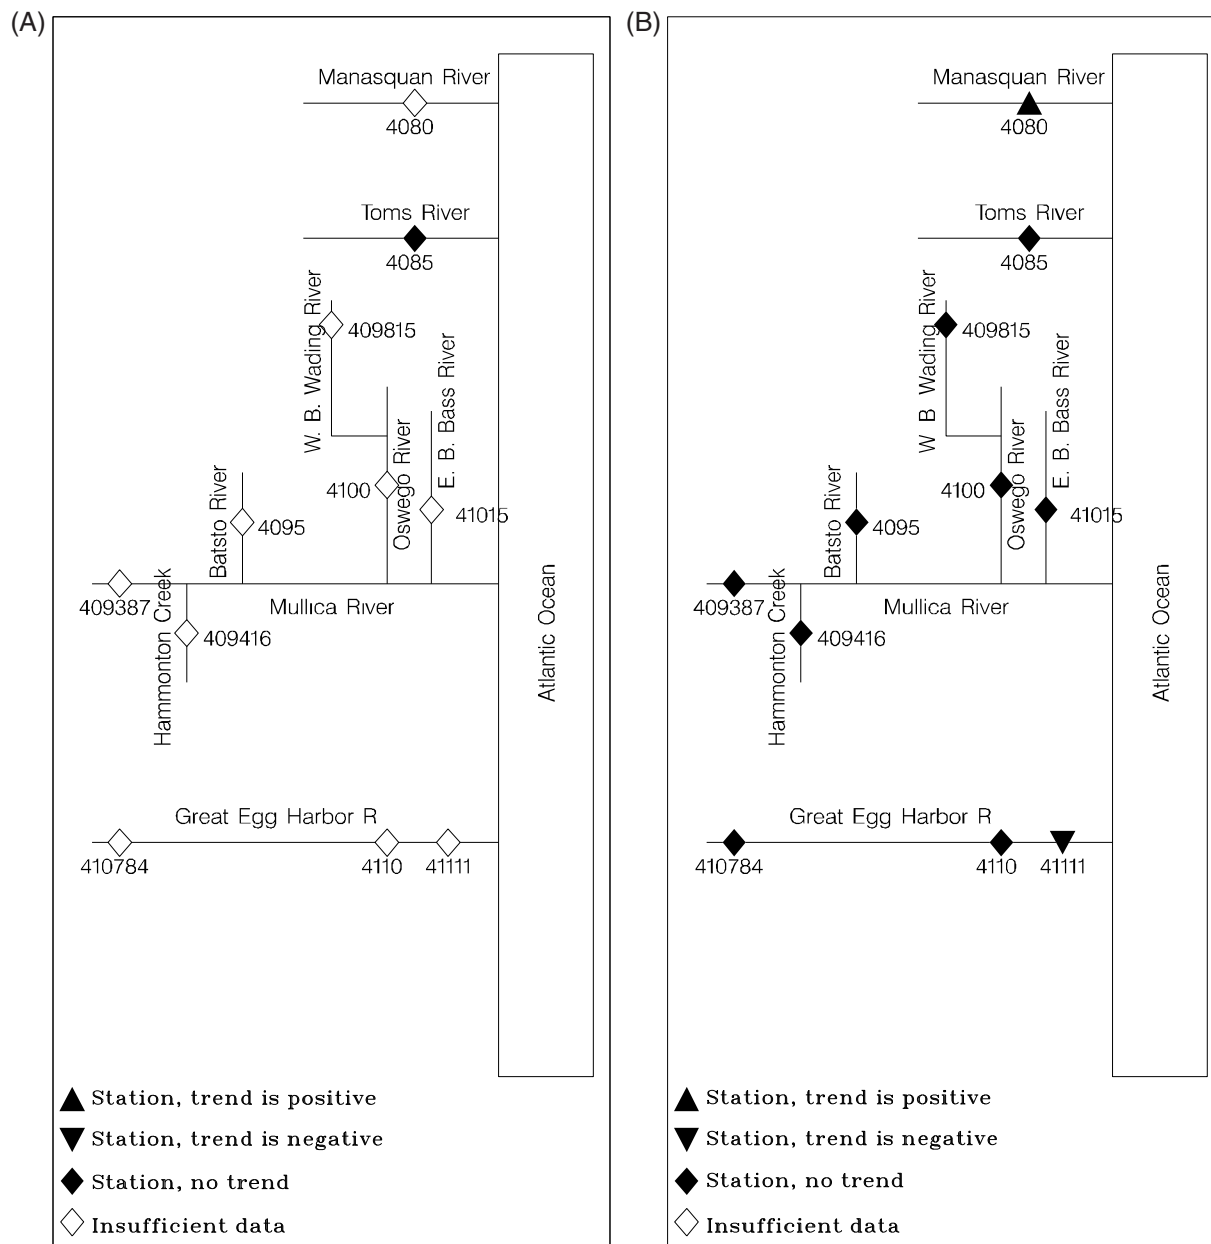 (A)
Manasquan River
4080
Toms River
4085
W. B. Wading River
409815
E. B. Bass River
Oswego River
4100
41015
Batsto River
4095
409387
Mullica River
Hammonton Creek
409416
Atlantic Ocean
Great Egg Harbor R
410784
4110
41111
Station, trend is positive
Station, trend is negative
Station, no trend
Insufficient data
(B)
Manasquan River
4080
Toms River
4085
W B Wading River
409815
E. B. Bass River
Oswego River
4100
41015
Batsto River
4095
409387
Mullica River
Hammonton Creek
409416
Atlantic Ocean
Great Egg Harbor R
410784
4110
41111
Station, trend is positive
Station, trend is negative
Station, no trend
Insufficient data